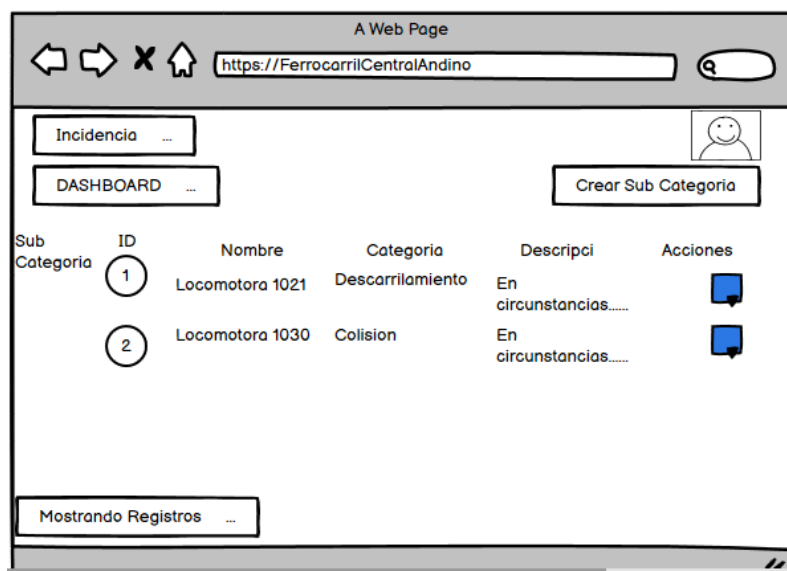 A Web Page
https://FerrocarrilCentralAndino
Incidencia ...
DASHBOARD ...
Crear Sub Categoria
Sub
Categoria
ID
Nombre
Categoria
Descripci
Acciones
1
Locomotora 1021
Descarrilamiento
En
circunstancias......
2
Locomotora 1030
Colision
En
circunstancias......
Mostrando Registros ...